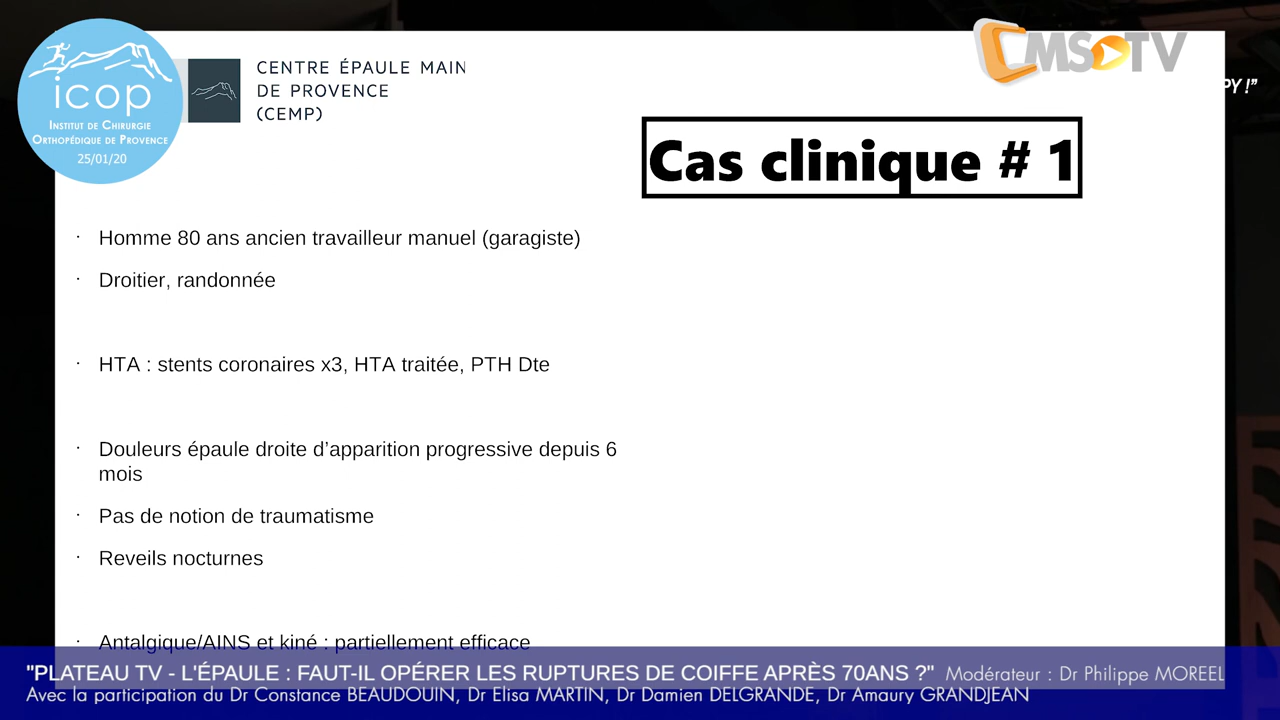 icop
INSTITUT DE CHIRURGIE
ORTHOPÉDIQUE DE PROVENCE
25/01/20
CENTRE ÉPAULE MAIN
DE PROVENCE
(CEMP)
CMS TV
PY !”
Cas clinique # 1
· Homme 80 ans ancien travailleur manuel (garagiste)
· Droitier, randonnée
· HTA : stents coronaires x3, HTA traitée, PTH Dte
· Douleurs épaule droite d’apparition progressive depuis 6
mois
· Pas de notion de traumatisme
· Reveils nocturnes
· Antalgique/AINS et kiné : partiellement efficace
"PLATEAU TV - L'ÉPAULE : FAUT-IL OPÉRER LES RUPTURES DE COIFFE APRÈS 70ANS ?" Modérateur : Dr Philippe MOREEL
Avec la participation du Dr Constance BEAUDOUIN, Dr Elisa MARTIN, Dr Damien DELGRANDE, Dr Amaury GRANDJEAN